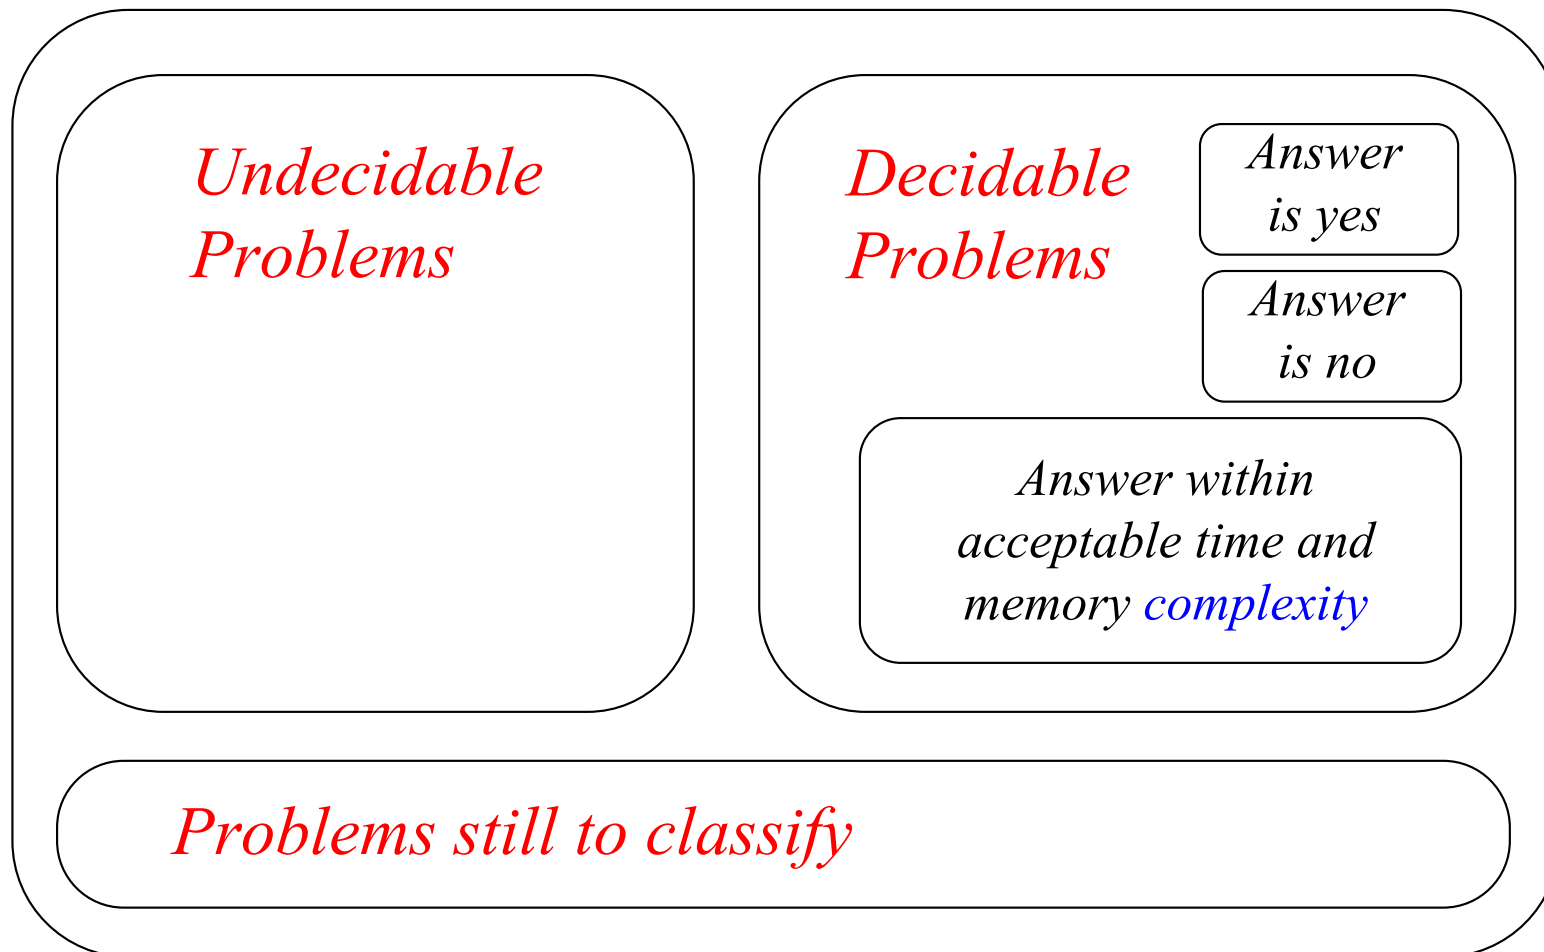 Undecidable
Problems
Decidable
Problems
Answer
is yes
Answer
is no
Answer within
acceptable time and
memory complexity
Problems still to classify